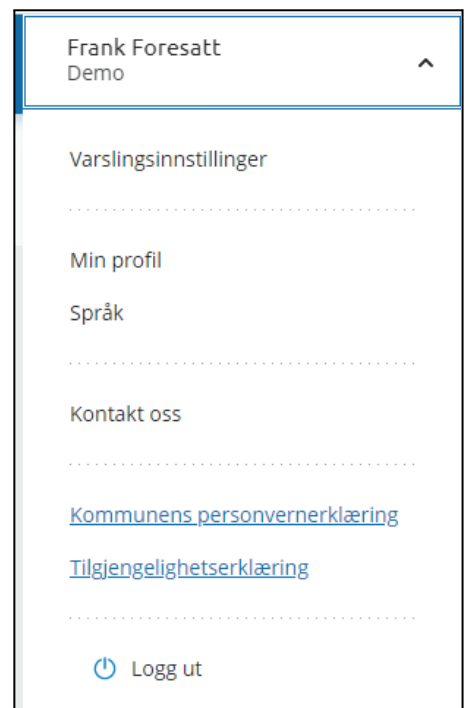 Frank Foresatt
Demo
Varslingsinnstillinger
Min profil
Språk
Kontakt oss
Kommunens personvernerklæring
Tilgjengelighetserklæring
Logg ut